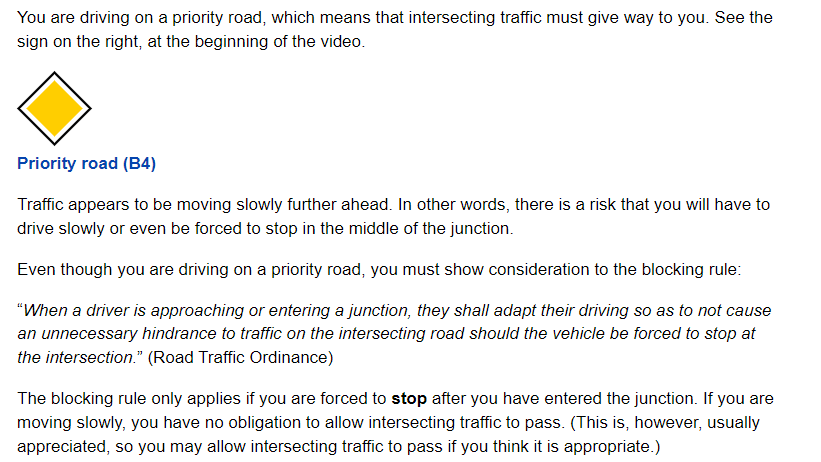 You are driving on a priority road, which means that intersecting traffic must give way to you. See the
sign on the right, at the beginning of the video.
Priority road (B4)
Traffic appears to be moving slowly further ahead. In other words, there is a risk that you will have to
drive slowly or even be forced to stop in the middle of the junction.
Even though you are driving on a priority road, you must show consideration to the blocking rule:
“When a driver is approaching or entering a junction, they shall adapt their driving so as to not cause
an unnecessary hindrance to traffic on the intersecting road should the vehicle be forced to stop at
the intersection.” (Road Traffic Ordinance)
The blocking rule only applies if you are forced to stop after you have entered the junction. If you are
moving slowly, you have no obligation to allow intersecting traffic to pass. (This is, however, usually
appreciated, so you may allow intersecting traffic to pass if you think it is appropriate.)